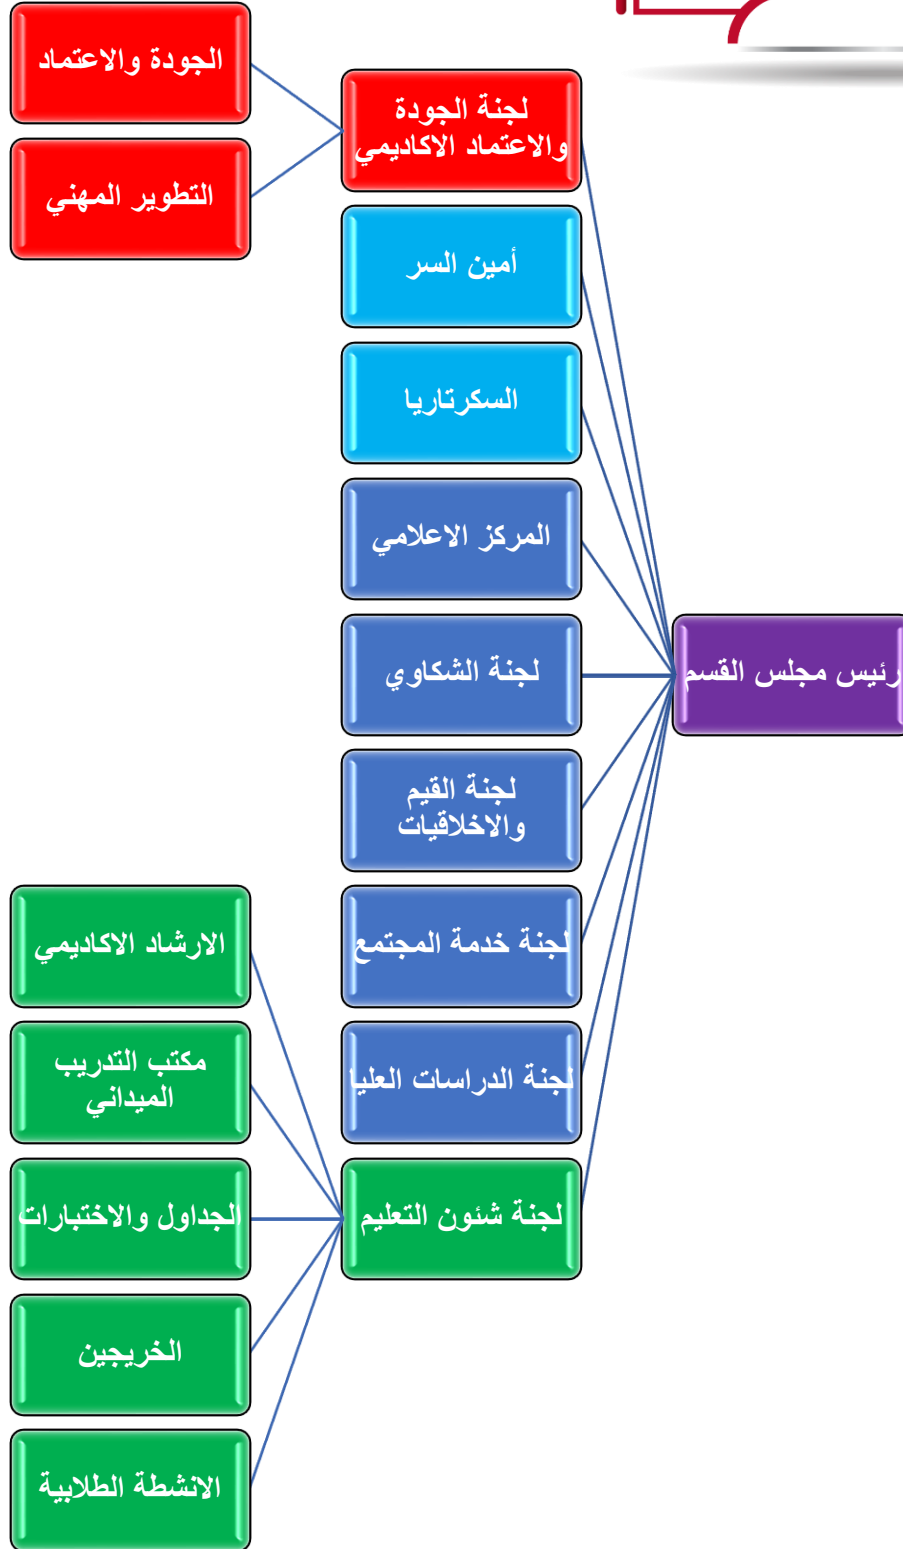 رئيس مجلس القسم
لجنة الجودة
والاعتماد الاكاديمي
الجودة والاعتماد
التطوير المهني
أمين السر
السكرتاريا
المركز الاعلامي
لجنة الشكاوي
لجنة القيم
والاخلاقيات
لجنة خدمة المجتمع
لجنة الدراسات العليا
لجنة شئون التعليم
الارشاد الاكاديمي
مكتب التدريب
الميداني
الجداول والاختبارات
الخريجين
الانشطة الطلابية